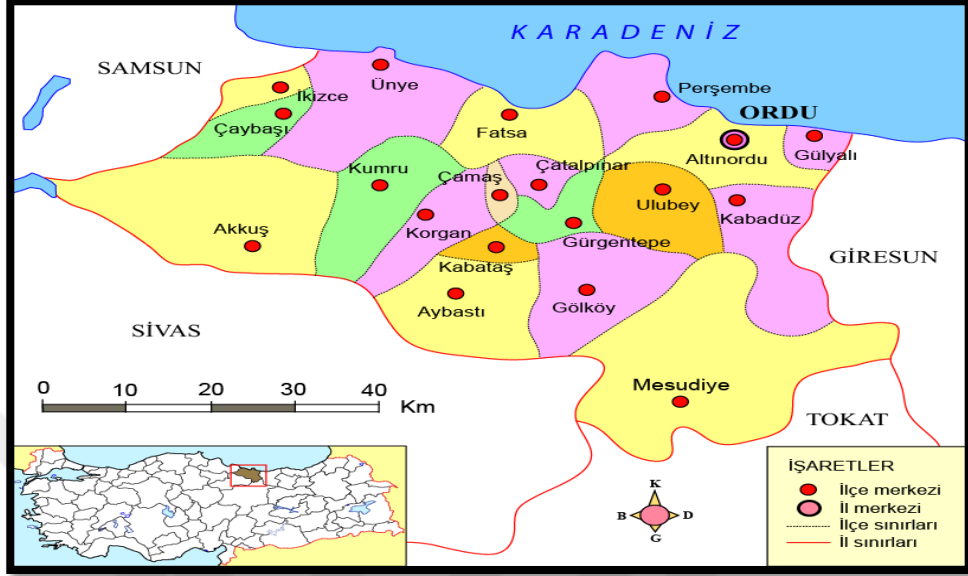 KARADENİZ
SAMSUN
Ünye
Perşembe
İkizce
ORDU
Çaybaşı
Fatsa
Altınordu
Gülyalı
Kumru
Çamaş
Çatalpınar
Ulubey
Kabadüz
Akkuş
Korgan
Gürgentepe
GİRESUN
Kabataş
Aybastı
Gölköy
SİVAS
0 10 20 30 40 Km
Mesudiye
TOKAT
İŞARETLER
İlçe merkezi
İl merkezi
İlçe sınırları
İl sınırları
K
B D
G